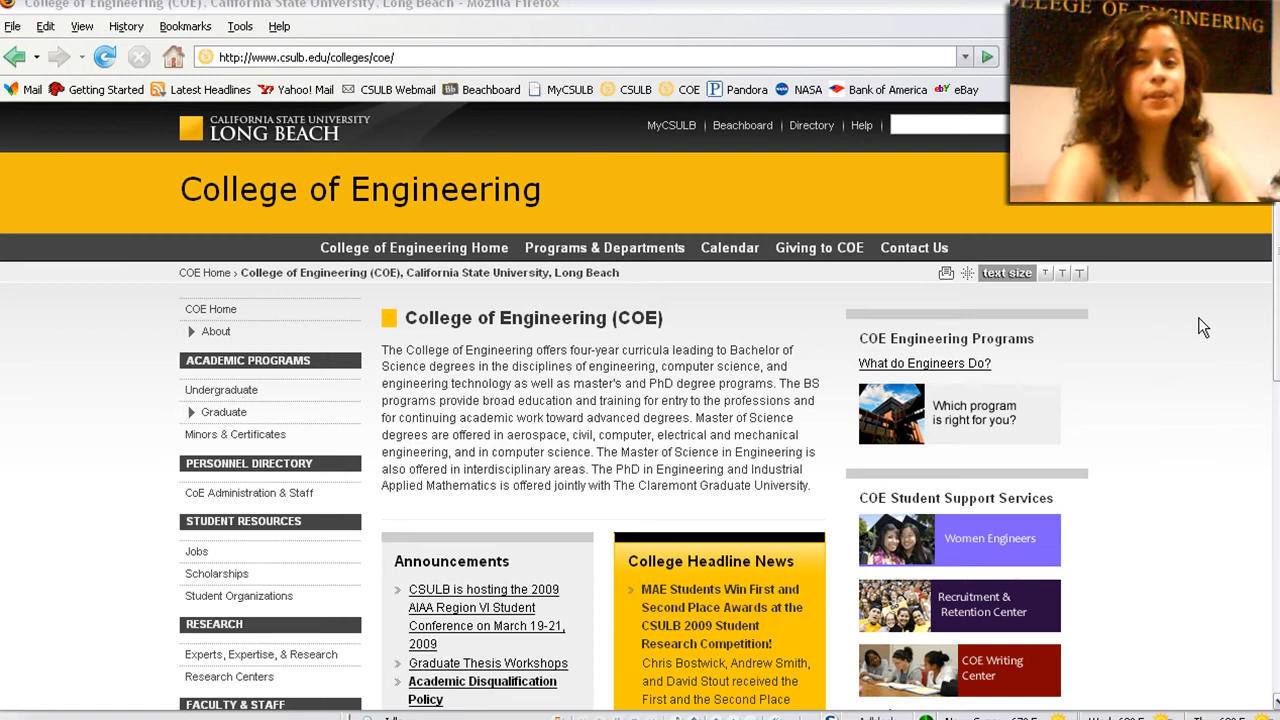 College of Engineering (COE), California State University, Long Beach - Mozilla Firefox
File Edit View History Bookmarks Tools Help
http://www.csulb.edu/colleges/coe/
Mail Getting Started Latest Headlines Yahoo! Mail CSULB Webmail Beachboard MyCSULB CSULB COE Pandora NASA Bank of America eBay
COLLEGE OF ENGINEERING
CALIFORNIA STATE UNIVERSITY
LONG BEACH
MyCSULB | Beachboard | Directory | Help |
College of Engineering
College of Engineering Home Programs & Departments Calendar Giving to COE Contact Us
COE Home › College of Engineering (COE), California State University, Long Beach
text size T T T
COE Home
About
ACADEMIC PROGRAMS
Undergraduate
Graduate
Minors & Certificates
PERSONNEL DIRECTORY
CoE Administration & Staff
STUDENT RESOURCES
Jobs
Scholarships
Student Organizations
RESEARCH
Experts, Expertise, & Research
Research Centers
FACULTY & STAFF
College of Engineering (COE)
The College of Engineering offers four-year curricula leading to Bachelor of
Science degrees in the disciplines of engineering, computer science, and
engineering technology as well as master's and PhD degree programs. The BS
programs provide broad education and training for entry to the professions and
for continuing academic work toward advanced degrees. Master of Science
degrees are offered in aerospace, civil, computer, electrical and mechanical
engineering, and in computer science. The Master of Science in Engineering is
also offered in interdisciplinary areas. The PhD in Engineering and Industrial
Applied Mathematics is offered jointly with The Claremont Graduate University.
Announcements
CSULB is hosting the 2009
AIAA Region VI Student
Conference on March 19-21,
2009
Graduate Thesis Workshops
Academic Disqualification
Policy
College Headline News
MAE Students Win First and
Second Place Awards at the
CSULB 2009 Student
Research Competition!
Chris Bostwick, Andrew Smith,
and David Stout received the
First and the Second Place
COE Engineering Programs
What do Engineers Do?
Which program
is right for you?
COE Student Support Services
Women Engineers
Recruitment &
Retention Center
COE Writing
Center